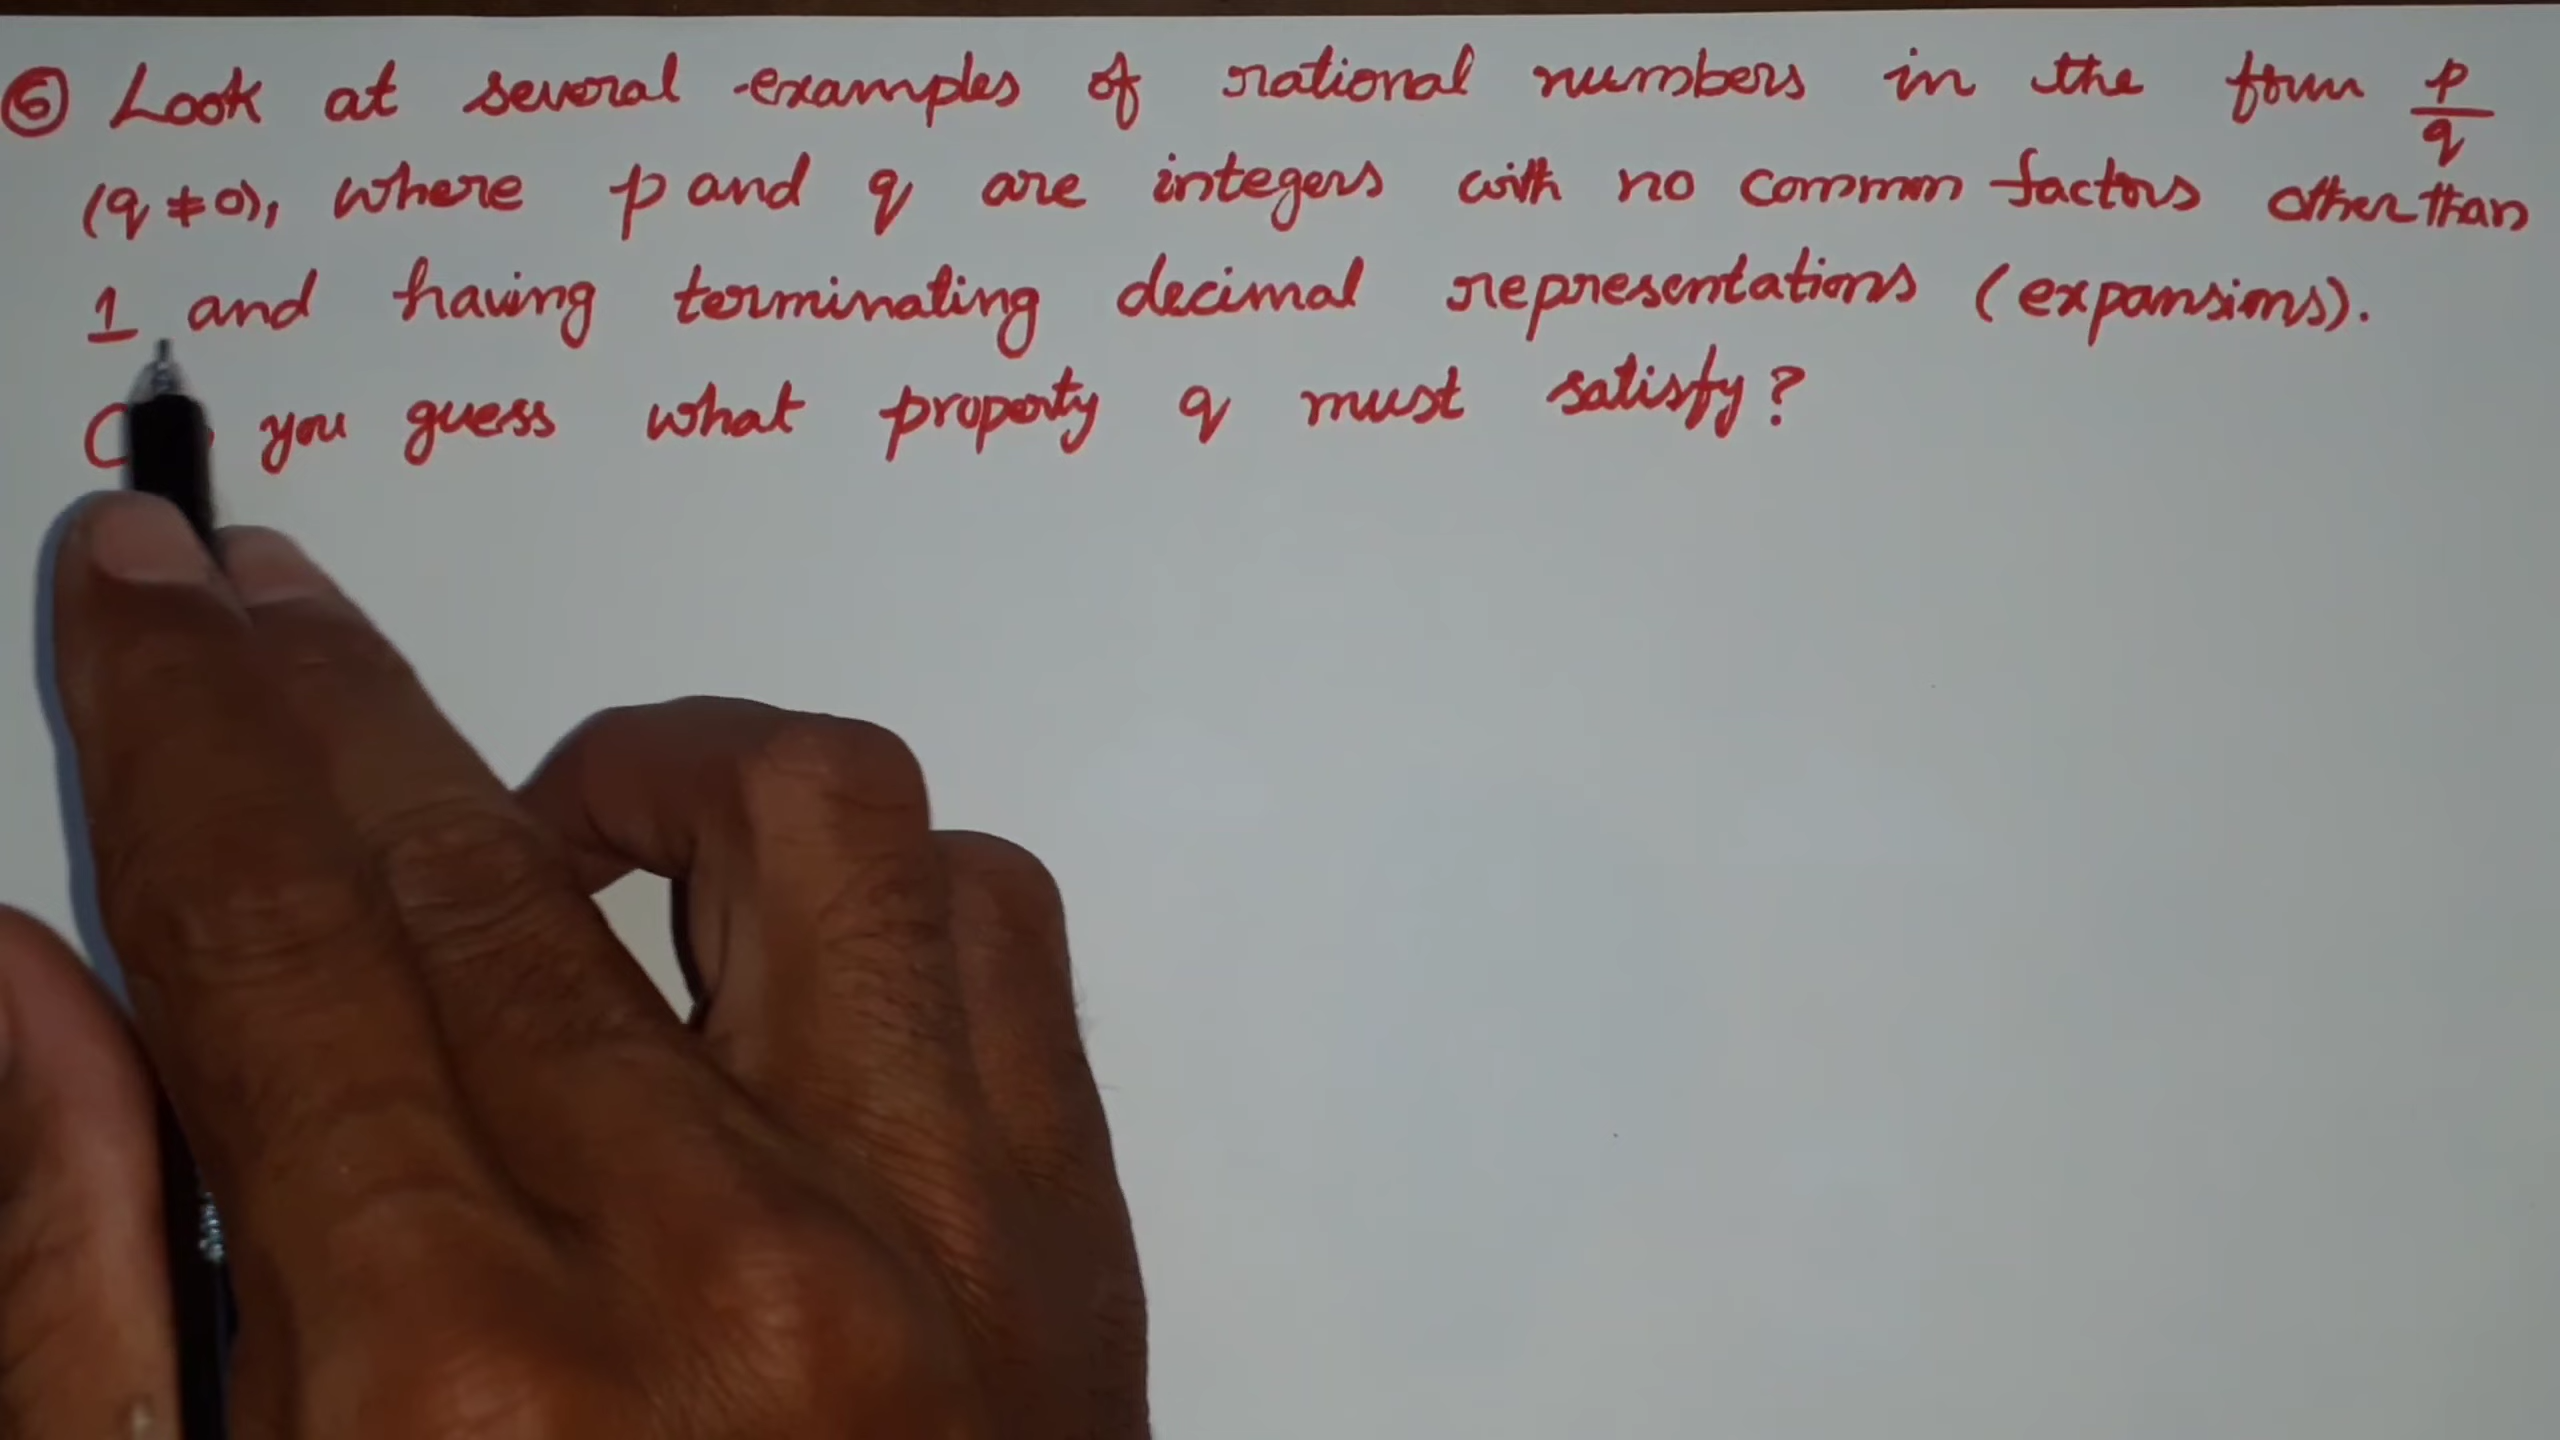 ⑥ Look at several examples of rational numbers in the form p/q
(q ≠ 0), where p and q are integers with no common factors other than
1 and having terminating decimal representations (expansions).
you guess what property q must satisfy?